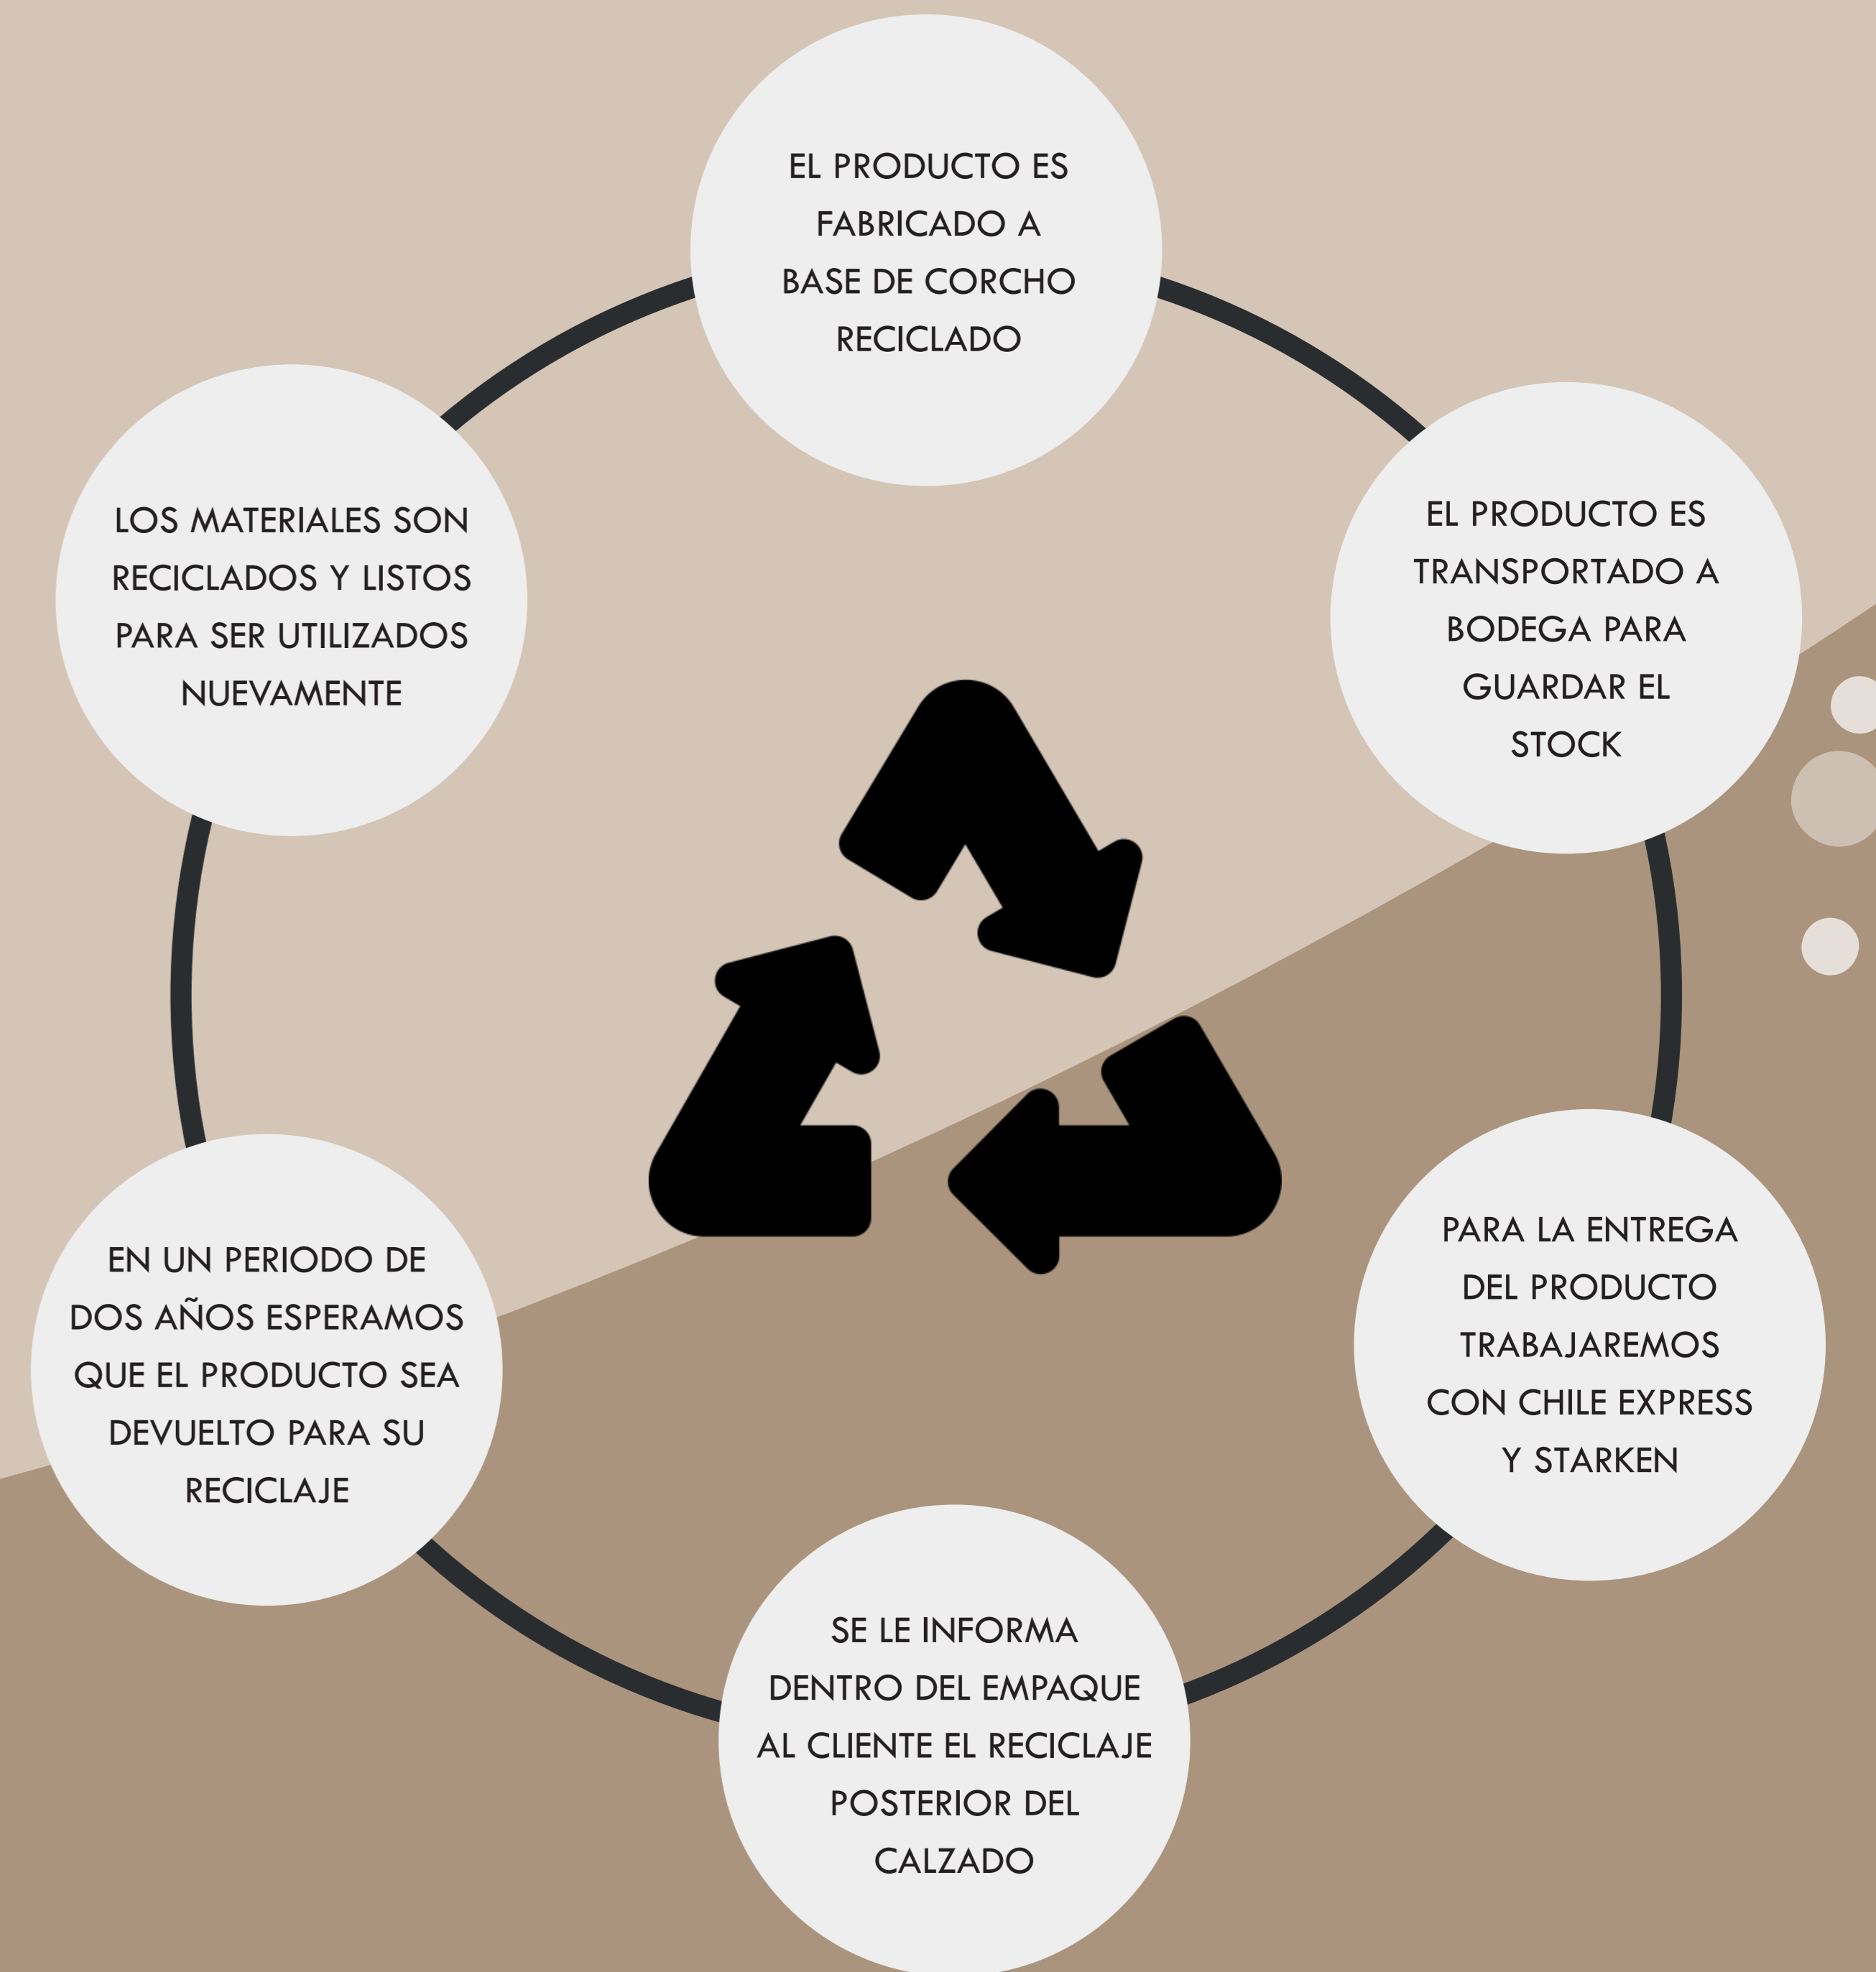 EL PRODUCTO ES
FABRICADO A
BASE DE CORCHO
RECICLADO
EL PRODUCTO ES
TRANSPORTADO A
BODEGA PARA
GUARDAR EL
STOCK
PARA LA ENTREGA
DEL PRODUCTO
TRABAJAREMOS
CON CHILE EXPRESS
Y STARKEN
SE LE INFORMA
DENTRO DEL EMPAQUE
AL CLIENTE EL RECICLAJE
POSTERIOR DEL
CALZADO
EN UN PERIODO DE
DOS AÑOS ESPERAMOS
QUE EL PRODUCTO SEA
DEVUELTO PARA SU
RECICLAJE
LOS MATERIALES SON
RECICLADOS Y LISTOS
PARA SER UTILIZADOS
NUEVAMENTE